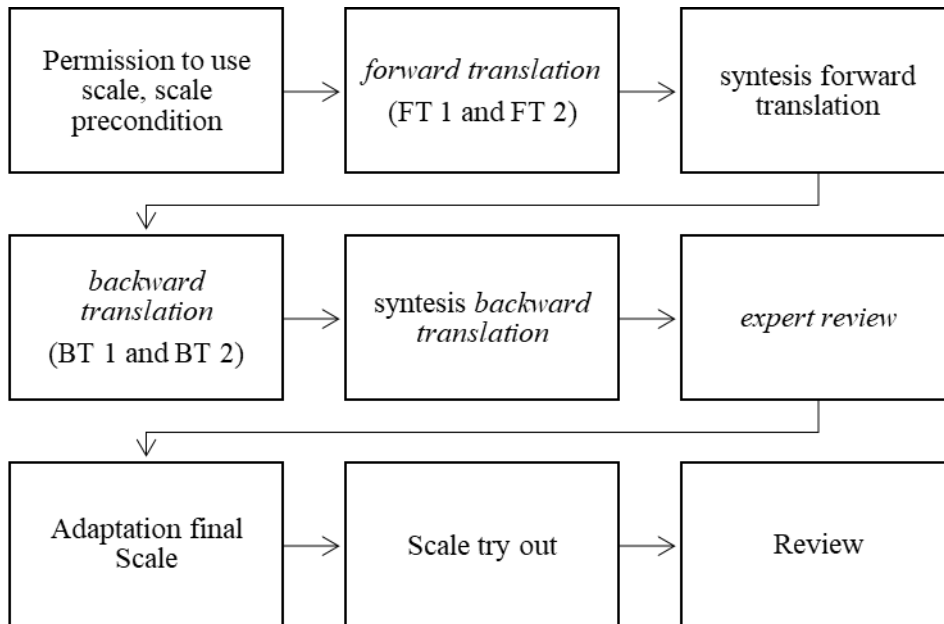 Permission to use
scale, scale
precondition
forward translation
(FT 1 and FT 2)
syntesis forward
translation
backward
translation
(BT 1 and BT 2)
syntesis backward
translation
expert review
Adaptation final
Scale
Scale try out
Review